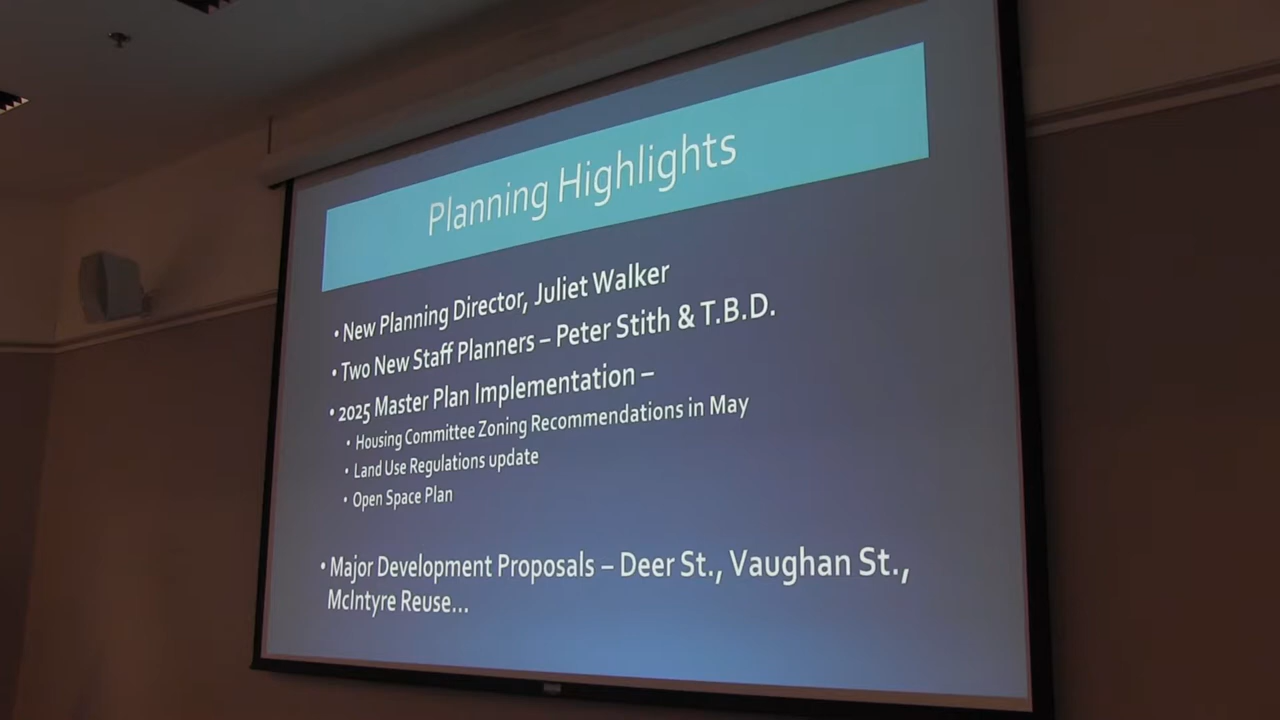 Planning Highlights
• New Planning Director, Juliet Walker
• Two New Staff Planners – Peter Stith & T.B.D.
• 2025 Master Plan Implementation –
• Housing Committee Zoning Recommendations in May
• Land Use Regulations update
• Open Space Plan
• Major Development Proposals – Deer St., Vaughan St.,
McIntyre Reuse...